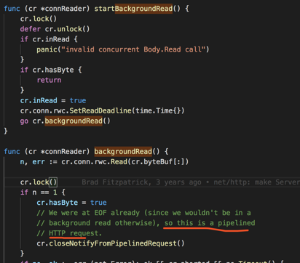 func (cr *connReader) startBackgroundRead() {
cr.lock()
defer cr.unlock()
if cr.inRead {
panic("invalid concurrent Body.Read call")
}
if cr.hasByte {
return
}
cr.inRead = true
cr.conn.rwc.SetReadDeadline(time.Time{})
go cr.backgroundRead()
}
func (cr *connReader) backgroundRead() {
n, err := cr.conn.rwc.Read(cr.byteBuf[:])
cr.lock() Brad Fitzpatrick, 3 years ago • net/http: make Server
if n == 1 {
cr.hasByte = true
// We were at EOF already (since we wouldn't be in a
// background read otherwise), so this is a pipelined
// HTTP request.
cr.closeNotifyFromPipelinedRequest()
}